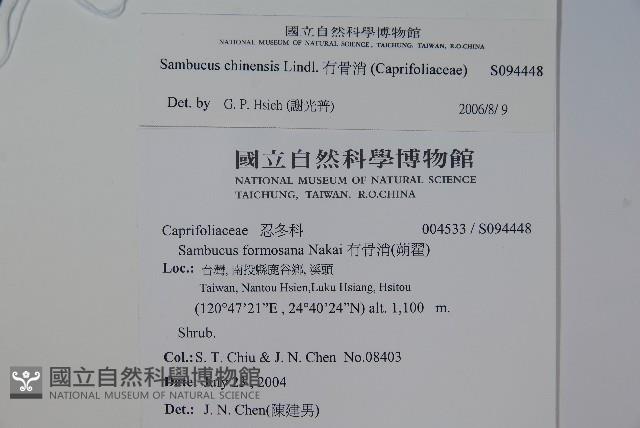 國立自然科學博物館
NATIONAL MUSEUM OF NATURAL SCIENCE, TAICHUNG, TAIWAN, R.O.CHINA
Sambucus chinensis Lindl. 冇骨消 (Caprifoliaceae) S094448
Det. by G. P. Hsieh (謝光普) 2006/8/9
國立自然科學博物館
NATIONAL MUSEUM OF NATURAL SCIENCE
TAICHUNG, TAIWAN, R.O.CHINA
Caprifoliaceae 忍冬科 004533 / S094448
Sambucus formosana Nakai 冇骨消(蒴藋)
Loc.: 台灣, 南投縣鹿谷鄉, 溪頭
Taiwan, Nantou Hsien,Luku Hsiang, Hsitou
(120°47'21"E , 24°40'24"N) alt. 1,100 m.
Shrub.
Col.: S. T. Chiu & J. N. Chen No.08403
Date: July 23 , 2004
Det.: J. N. Chen(陳建男)
國立自然科學博物館
NATIONAL MUSEUM OF NATURAL SCIENCE